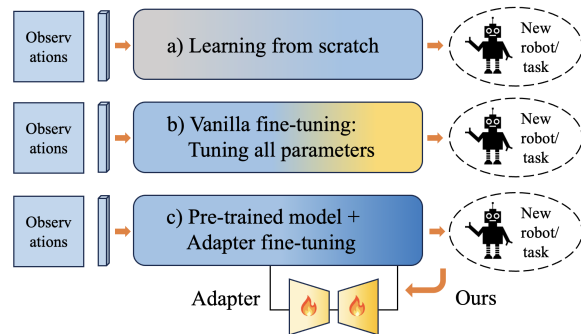 Observ
ations
a) Learning from scratch
New
robot/
task
Observ
ations
b) Vanilla fine-tuning:
Tuning all parameters
New
robot/
task
Observ
ations
c) Pre-trained model +
Adapter fine-tuning
New
robot/
task
Adapter
Ours